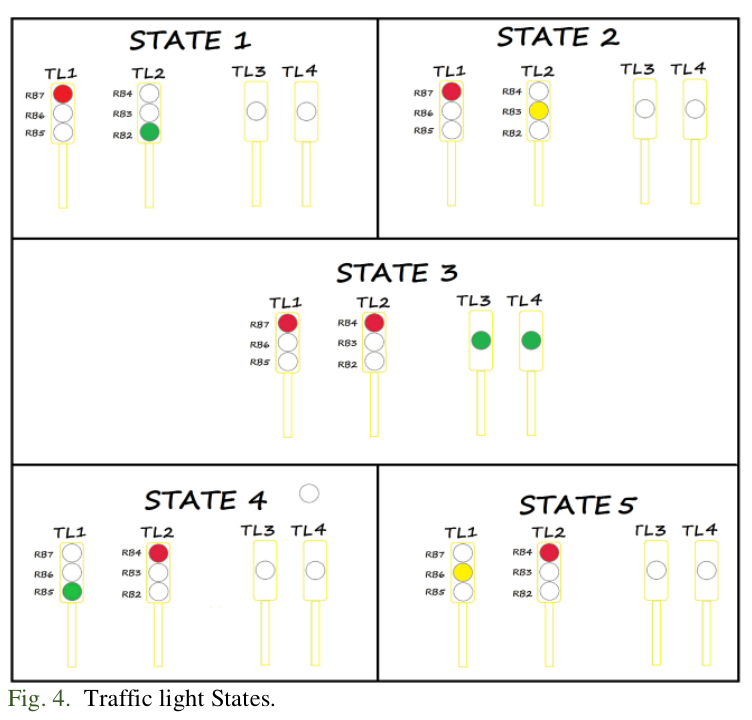 STATE 1
TL1 TL2 TL3 TL4
RB7 RB4
RB6 RB3
RB5 RB2
STATE 2
TL1 TL2 TL3 TL4
RB7 RB4
RB6 RB3
RB5 RB2
STATE 3
TL1 TL2 TL3 TL4
RB7 RB4
RB6 RB3
RB5 RB2
STATE 4
TL1 TL2 TL3 TL4
RB7 RB4
RB6 RB3
RB5 RB2
STATE 5
TL1 TL2 TL3 TL4
RB7 RB4
RB6 RB3
RB5 RB2
Fig. 4. Traffic light States.